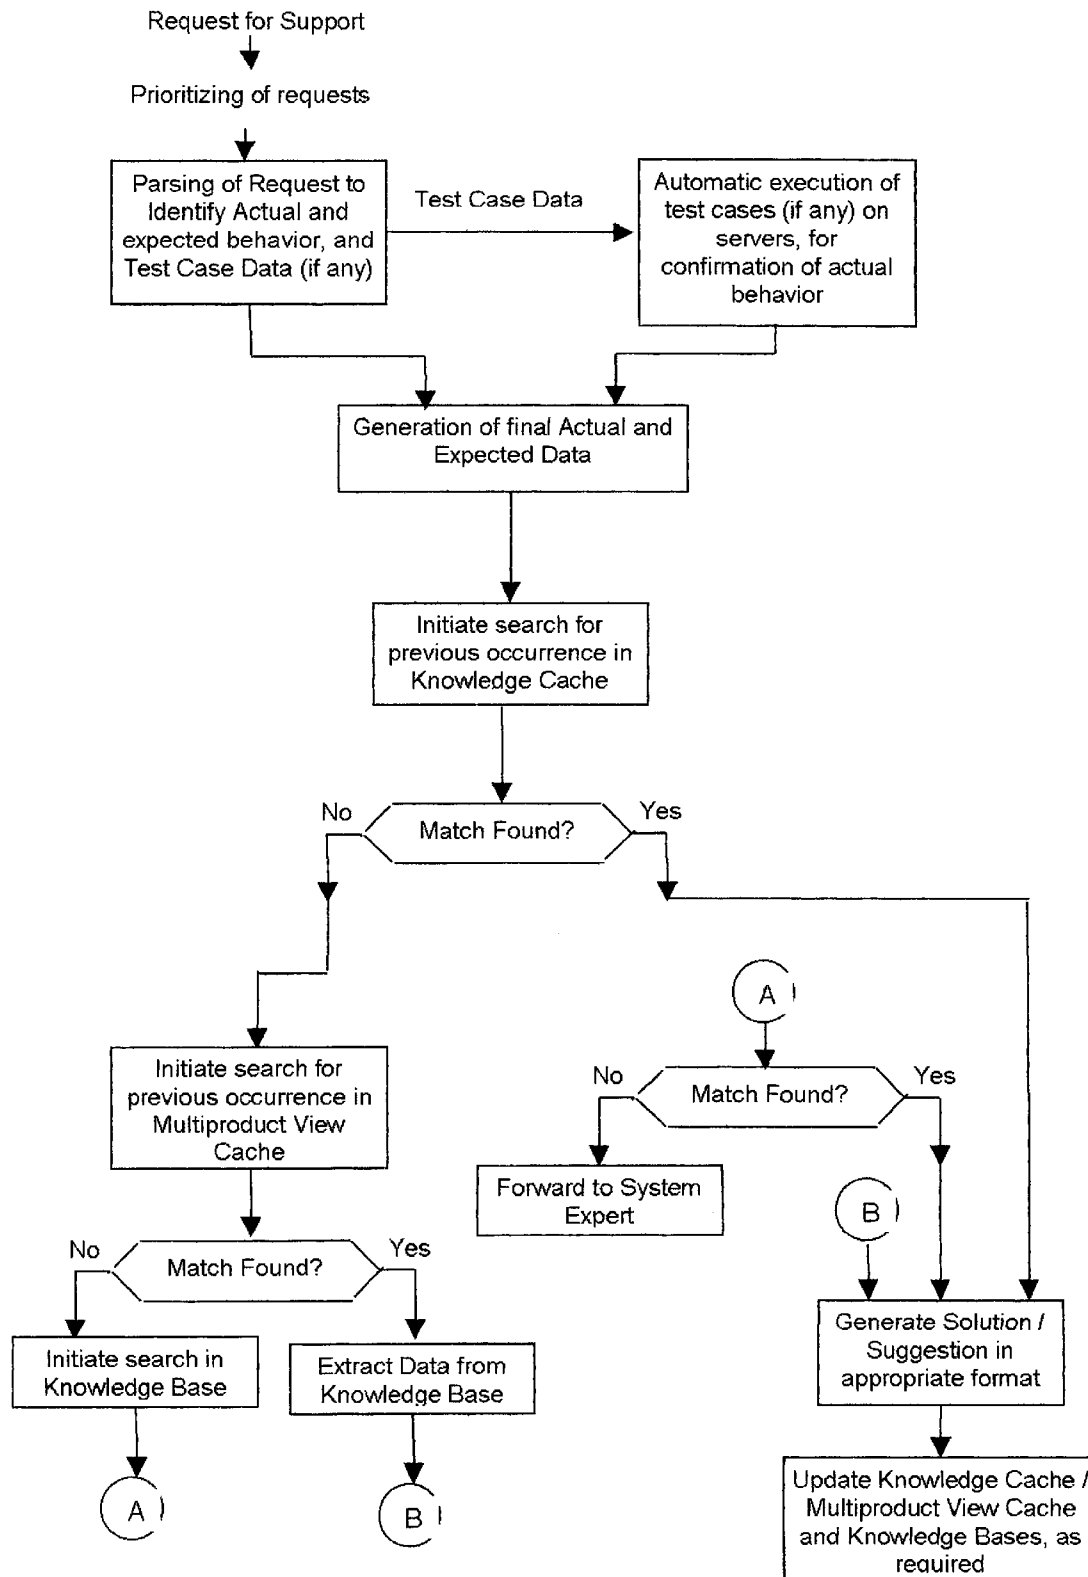 Request for Support
Prioritizing of requests
Parsing of Request to
Identify Actual and
expected behavior, and
Test Case Data (if any)
Test Case Data
Automatic execution of
test cases (if any) on
servers, for
confirmation of actual
behavior
Generation of final Actual and
Expected Data
Initiate search for
previous occurrence in
Knowledge Cache
No
Match Found?
Yes
Initiate search for
previous occurrence in
Multiproduct View
Cache
No
Match Found?
Yes
Initiate search in
Knowledge Base
Extract Data from
Knowledge Base
A
B
A
No
Match Found?
Yes
Forward to System
Expert
B
Generate Solution /
Suggestion in
appropriate format
Update Knowledge Cache /
Multiproduct View Cache
and Knowledge Bases, as
required